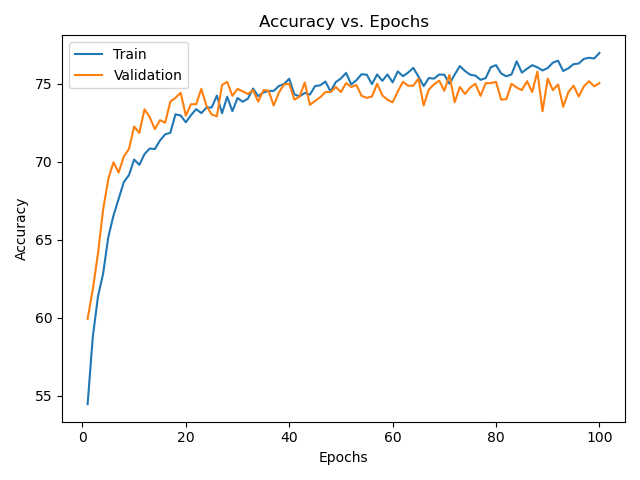 Accuracy vs. Epochs
Train
Validation
Accuracy
75
70
65
60
55
0 20 40 60 80 100
Epochs